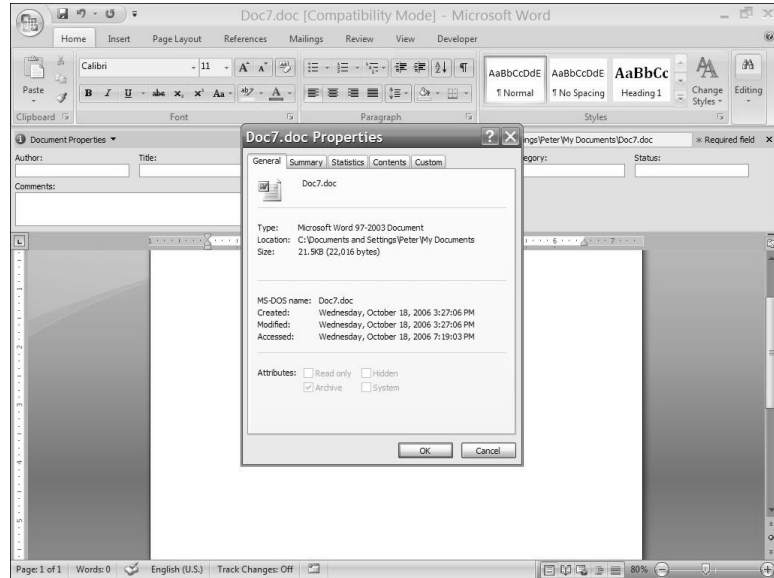 Doc7.doc [Compatibility Mode] - Microsoft Word
Home Insert Page Layout References Mailings Review View Developer
Calibri 11
Paste
B I U abc x₂ x² Aa ab A
AaBbCcDdE AaBbCcDdE AaBbCc
¶ Normal ¶ No Spacing Heading 1
Change Styles
Editing
Clipboard Font Paragraph Styles
Document Properties ings\Peter\My Documents\Doc7.doc * Required field X
Author: Title: egory: Status:
Comments:
Doc7.doc Properties
General Summary Statistics Contents Custom
Doc7.doc
Type: Microsoft Word 97-2003 Document
Location: C:\Documents and Settings\Peter\My Documents
Size: 21.5KB (22,016 bytes)
MS-DOS name: Doc7.doc
Created: Wednesday, October 18, 2006 3:27:06 PM
Modified: Wednesday, October 18, 2006 3:27:06 PM
Accessed: Wednesday, October 18, 2006 7:19:03 PM
Attributes: Read only Hidden
Archive System
OK Cancel
Page: 1 of 1 Words: 0 English (U.S.) Track Changes: Off 80%